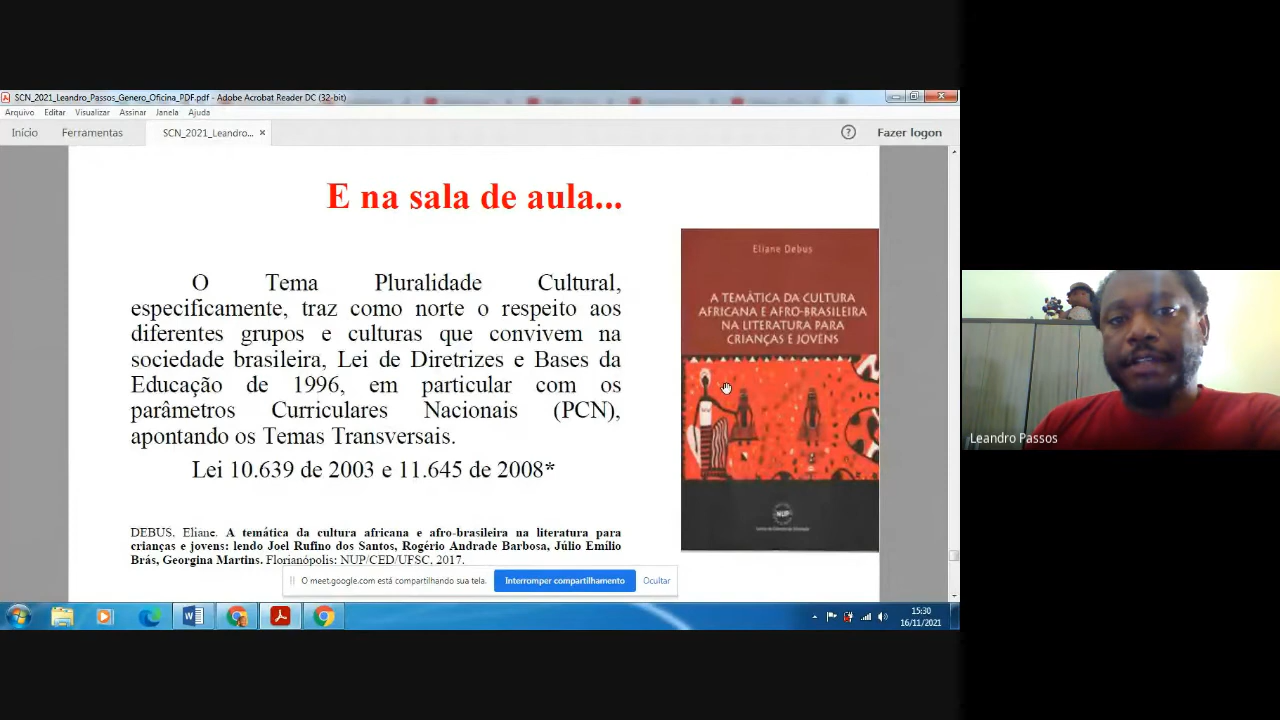 SCN_2021_Leandro_Passos_Genero_Oficina_PDF.pdf - Adobe Acrobat Reader DC (32-bit)
Arquivo Editar Visualizar Assinar Janela Ajuda
Início Ferramentas SCN_2021_Leandro... × ? Fazer logon
E na sala de aula...
O Tema Pluralidade Cultural,
especificamente, traz como norte o respeito aos
diferentes grupos e culturas que convivem na
sociedade brasileira, Lei de Diretrizes e Bases da
Educação de 1996, em particular com os
parâmetros Curriculares Nacionais (PCN),
apontando os Temas Transversais.
Lei 10.639 de 2003 e 11.645 de 2008*
DEBUS, Eliane. A temática da cultura africana e afro-brasileira na literatura para
crianças e jovens: lendo Joel Rufino dos Santos, Rogério Andrade Barbosa, Júlio Emílio
Brás, Georgina Martins. Florianópolis: NUP/CED/UFSC, 2017.
Eliane Debus
A TEMÁTICA DA CULTURA
AFRICANA E AFRO-BRASILEIRA
NA LITERATURA PARA
CRIANÇAS E JOVENS
NUP
Leandro Passos
O meet.google.com está compartilhando sua tela. Interromper compartilhamento Ocultar
15:30
16/11/2021